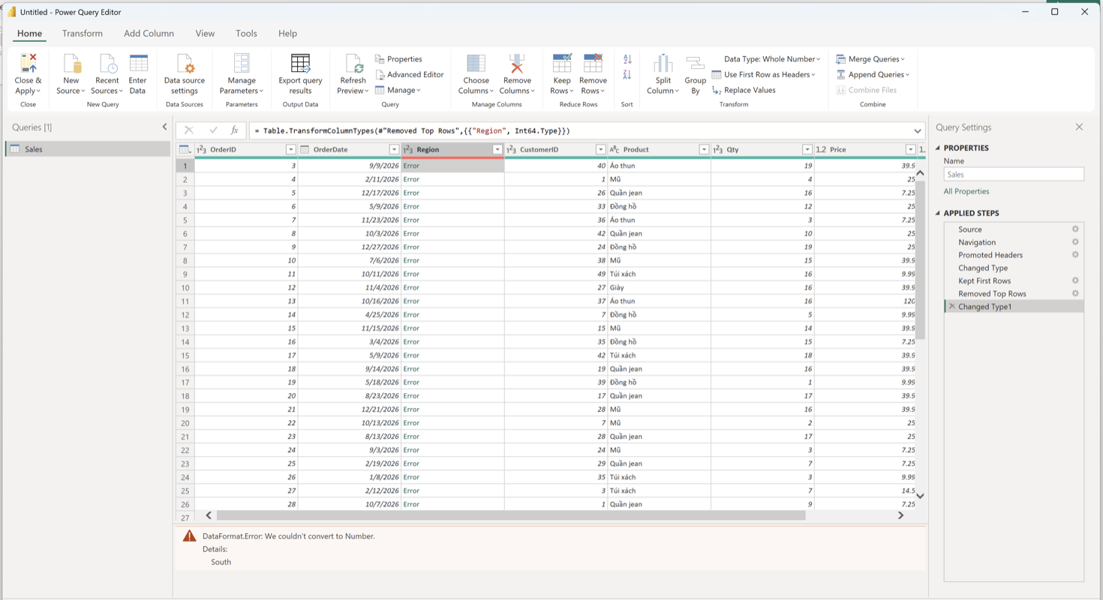 Untitled - Power Query Editor
Home Transform Add Column View Tools Help
Close & Apply New Source Recent Sources Enter Data Data source settings Manage Parameters Export query results Refresh Preview Properties Advanced Editor Manage Choose Columns Remove Columns Keep Rows Remove Rows Split Column Group By Data Type: Whole Number Use First Row as Headers Replace Values Merge Queries Append Queries Combine Files
Close New Query Data Sources Parameters Output Data Query Manage Columns Reduce Rows Sort Transform Combine
Queries [1]
Sales
fx = Table.TransformColumnTypes(#"Removed Top Rows",{{"Region", Int64.Type}})
OrderID OrderDate Region CustomerID Product Qty 1.2 Price 1.
1 3 9/9/2026 Error 40 Áo thun 19 39.9
2 4 2/11/2026 Error 1 Mũ 4 25
3 5 12/17/2026 Error 26 Quần jean 16 7.25
4 6 5/9/2026 Error 33 Đồng hồ 12 25
5 7 11/23/2026 Error 36 Áo thun 3 7.25
6 8 10/3/2026 Error 42 Quần jean 10 25
7 9 12/27/2026 Error 24 Đồng hồ 19 25
8 10 7/6/2026 Error 38 Mũ 15 39.9
9 11 10/11/2026 Error 49 Túi xách 16 9.99
10 12 11/4/2026 Error 27 Giày 16 39.9
11 13 10/16/2026 Error 37 Áo thun 16 120
12 14 4/25/2026 Error 7 Đồng hồ 5 9.99
13 15 11/15/2026 Error 15 Mũ 14 39.9
14 16 3/4/2026 Error 35 Đồng hồ 15 7.25
15 17 5/9/2026 Error 42 Túi xách 18 39.9
16 18 9/14/2026 Error 19 Quần jean 16 39.9
17 19 5/18/2026 Error 39 Đồng hồ 1 9.99
18 20 8/23/2026 Error 17 Quần jean 17 39.9
19 21 12/21/2026 Error 28 Mũ 16 39.9
20 22 10/13/2026 Error 7 Mũ 2 25
21 23 8/13/2026 Error 28 Quần jean 17 25
22 24 9/3/2026 Error 24 Mũ 3 7.25
23 25 2/19/2026 Error 29 Quần jean 7 7.25
24 26 1/8/2026 Error 35 Túi xách 3 9.99
25 27 2/12/2026 Error 3 Túi xách 7 14.5
26 28 10/7/2026 Error 1 Quần jean 9 7.25
27
DataFormat.Error: We couldn't convert to Number.
Details:
South
Query Settings
PROPERTIES
Name
Sales
All Properties
APPLIED STEPS
Source
Navigation
Promoted Headers
Changed Type
Kept First Rows
Removed Top Rows
Changed Type1